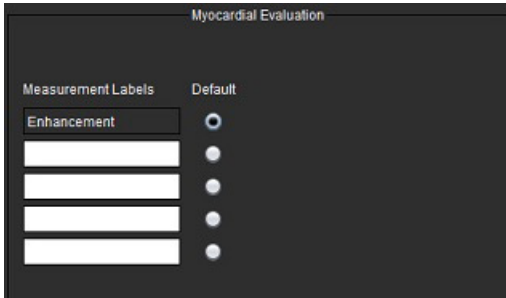 Myocardial Evaluation
Measurement Labels Default
Enhancement